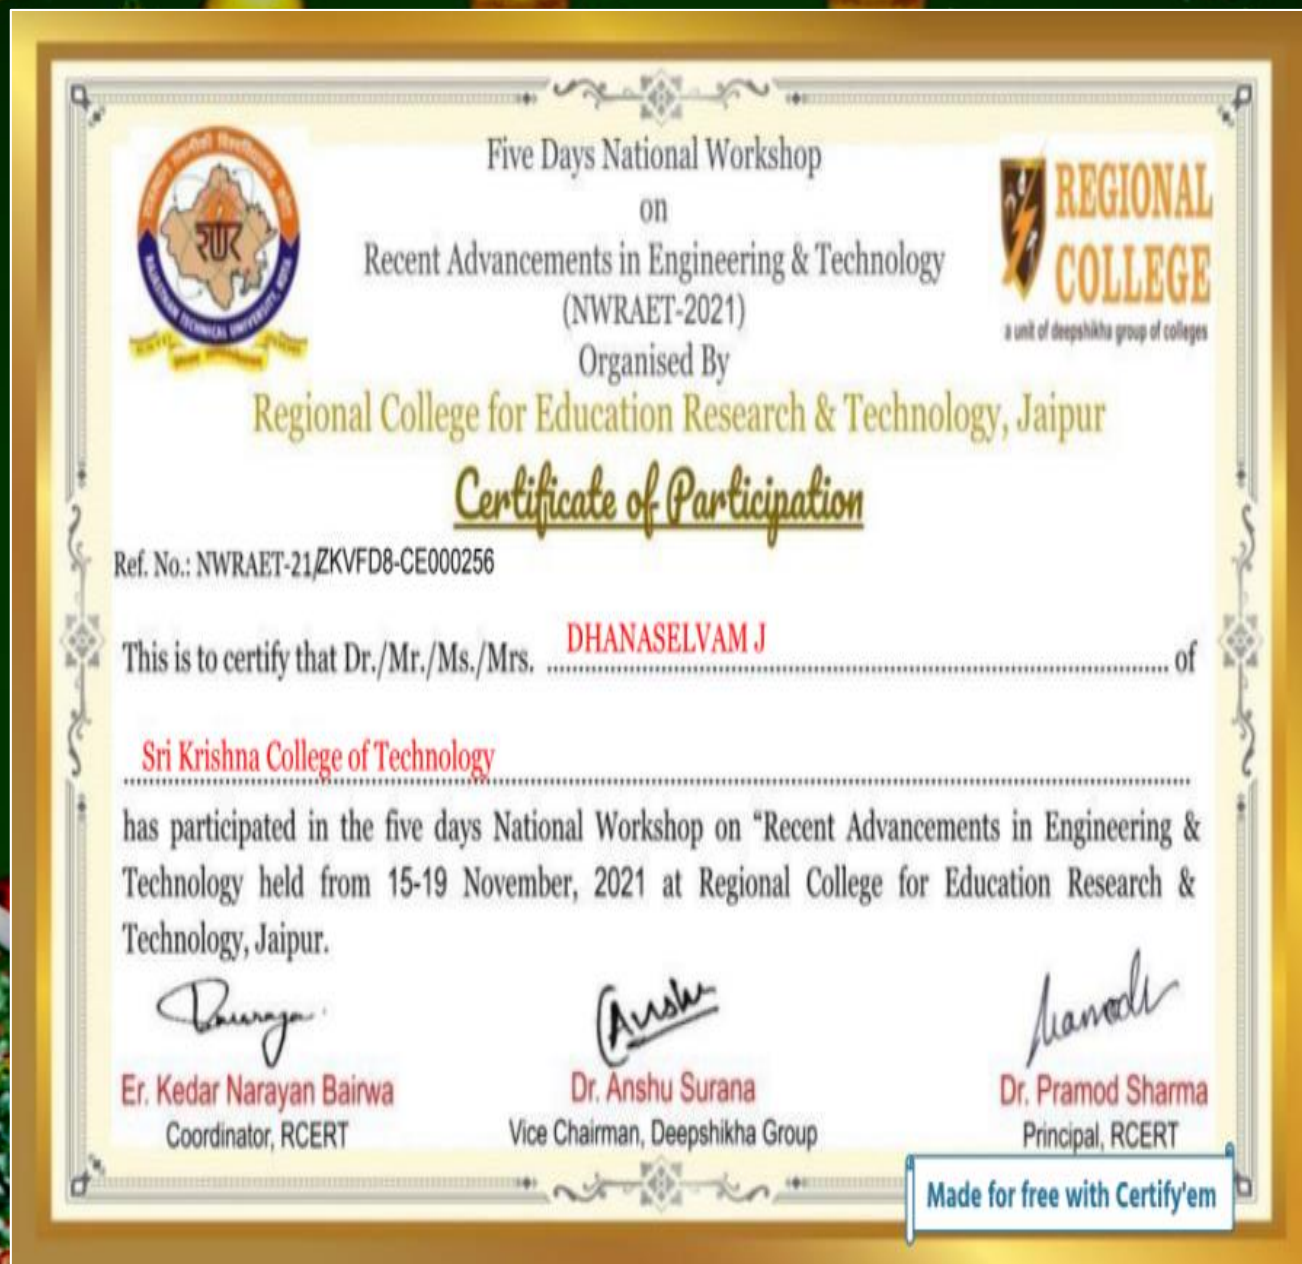 Five Days National Workshop
on
Recent Advancements in Engineering & Technology
(NWRAET-2021)
Organised By
Regional College for Education Research & Technology, Jaipur
REGIONAL
COLLEGE
a unit of deepshikha group of colleges
RAJASTHAN TECHNICAL UNIVERSITY, KOTA
Certificate of Participation
Ref. No.: NWRAET-21/ZKVFD8-CE000256
This is to certify that Dr./Mr./Ms./Mrs. DHANASELVAM J of
Sri Krishna College of Technology
has participated in the five days National Workshop on “Recent Advancements in Engineering &
Technology held from 15-19 November, 2021 at Regional College for Education Research &
Technology, Jaipur.
Anshu
Er. Kedar Narayan Bairwa
Coordinator, RCERT
Dr. Anshu Surana
Vice Chairman, Deepshikha Group
Dr. Pramod Sharma
Principal, RCERT
Made for free with Certify'em